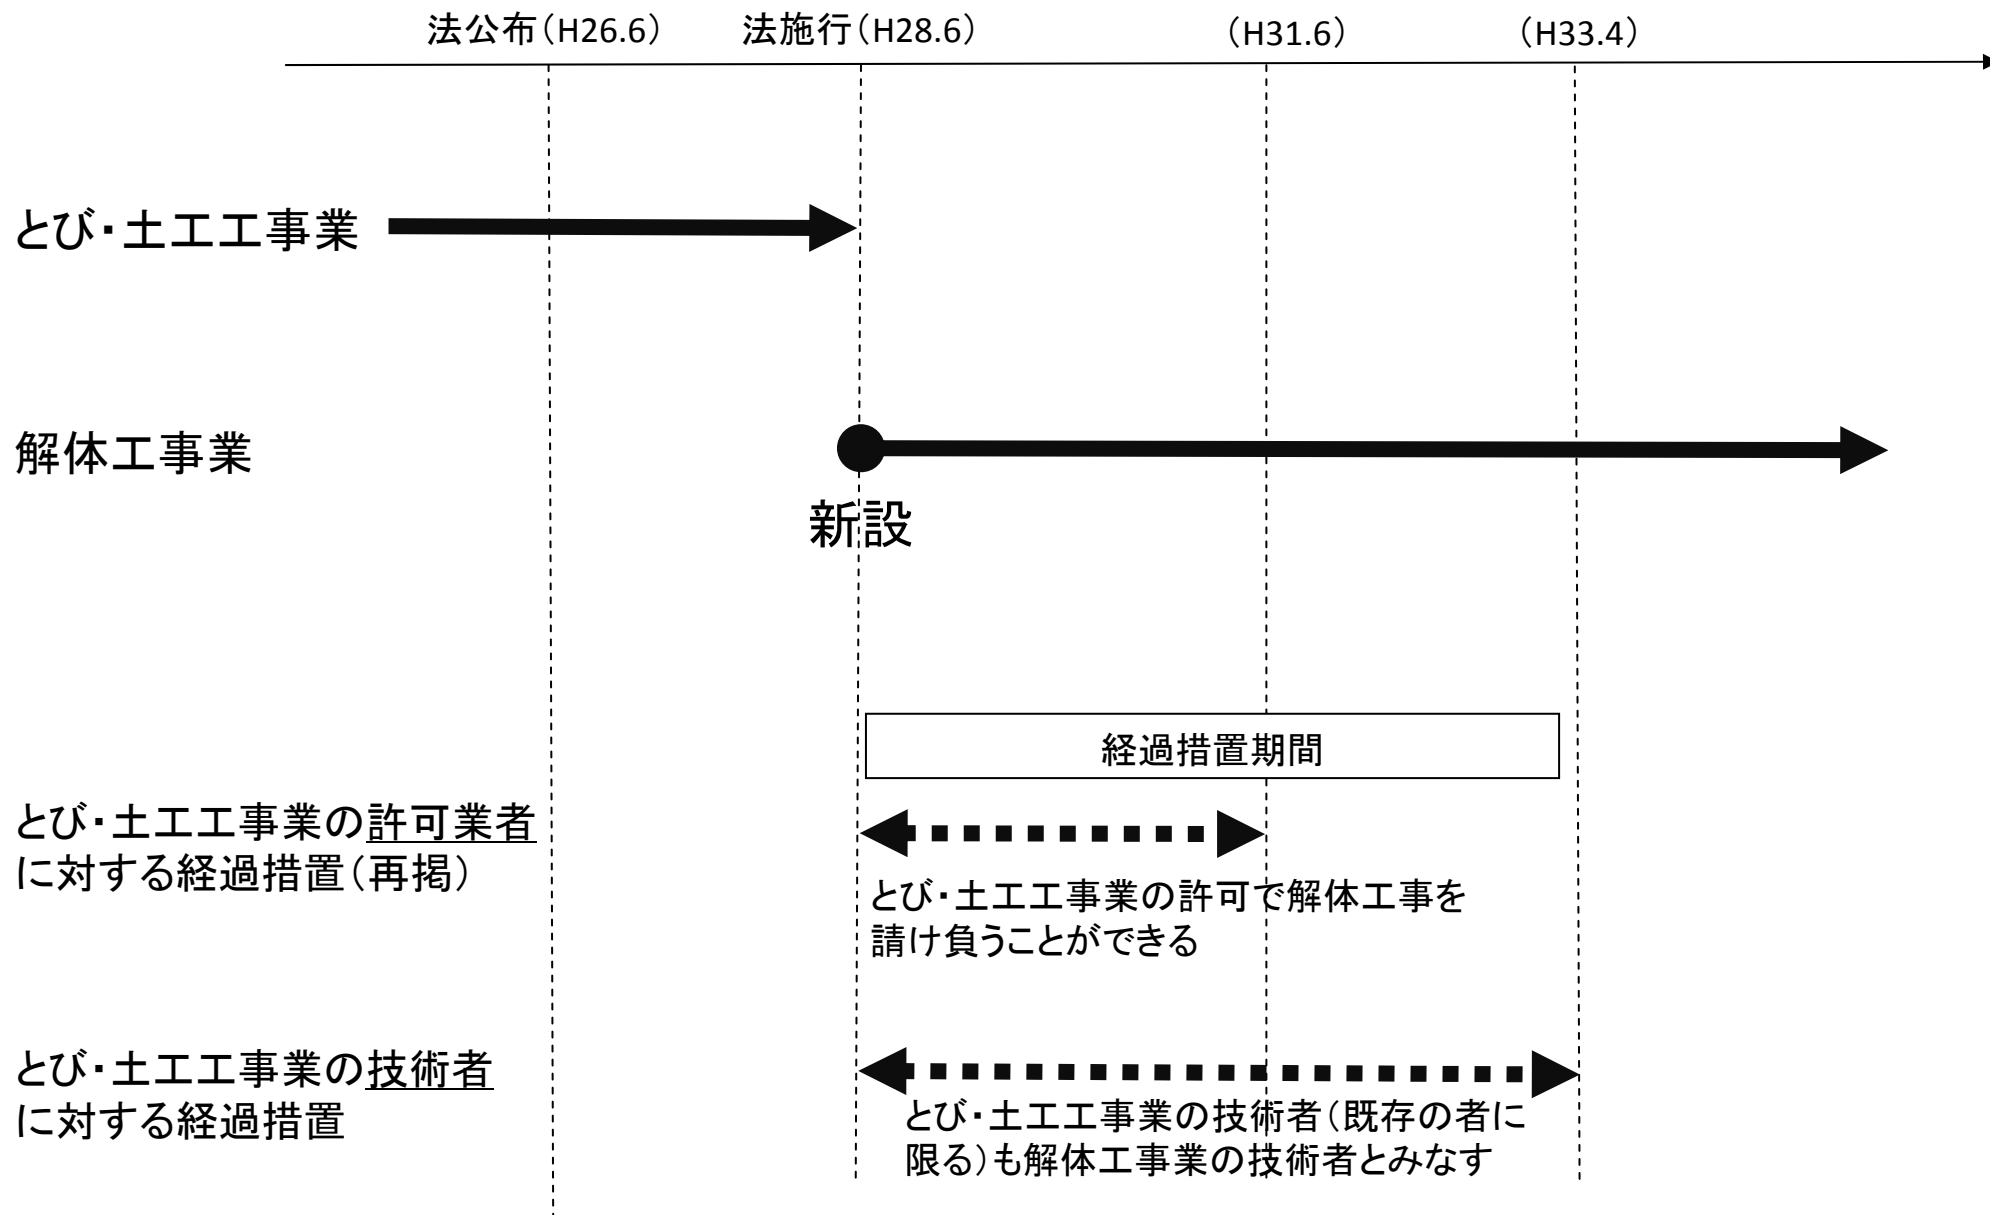 法公布（H26.6） 法施行（H28.6） （H31.6） （H33.4）
とび・土工工事業
解体工事業
新設
経過措置期間
とび・土工工事業の許可業者
に対する経過措置（再掲）
とび・土工工事業の許可で解体工事を
請け負うことができる
とび・土工工事業の技術者
に対する経過措置
とび・土工工事業の技術者（既存の者に
限る）も解体工事業の技術者とみなす